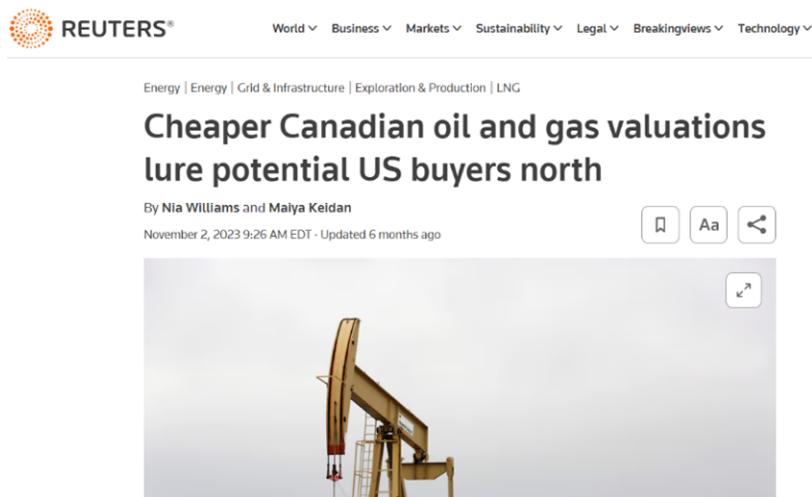 REUTERS®
World Business Markets Sustainability Legal Breakingviews Technology
Energy | Energy | Grid & Infrastructure | Exploration & Production | LNG
Cheaper Canadian oil and gas valuations
lure potential US buyers north
By Nia Williams and Maiya Keidan
November 2, 2023 9:26 AM EDT · Updated 6 months ago
Aa